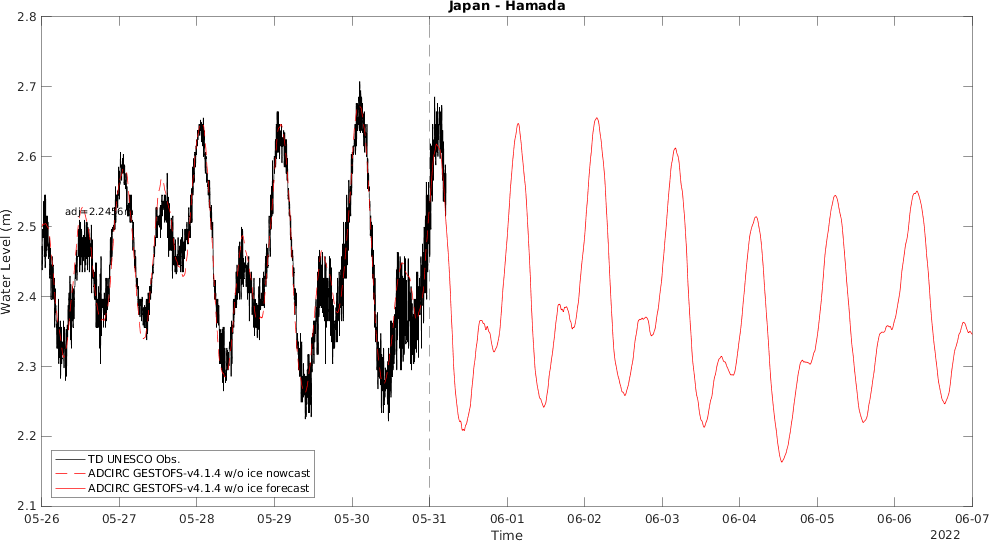 Japan - Hamada
2.8
2.7
2.6
2.5
2.4
2.3
2.2
2.1
Water Level (m)
adj=2.2456
TD UNESCO Obs.
ADCIRC GESTOFS-v4.1.4 w/o ice nowcast
ADCIRC GESTOFS-v4.1.4 w/o ice forecast
05-26 05-27 05-28 05-29 05-30 05-31 06-01 06-02 06-03 06-04 06-05 06-06 06-07
Time
2022